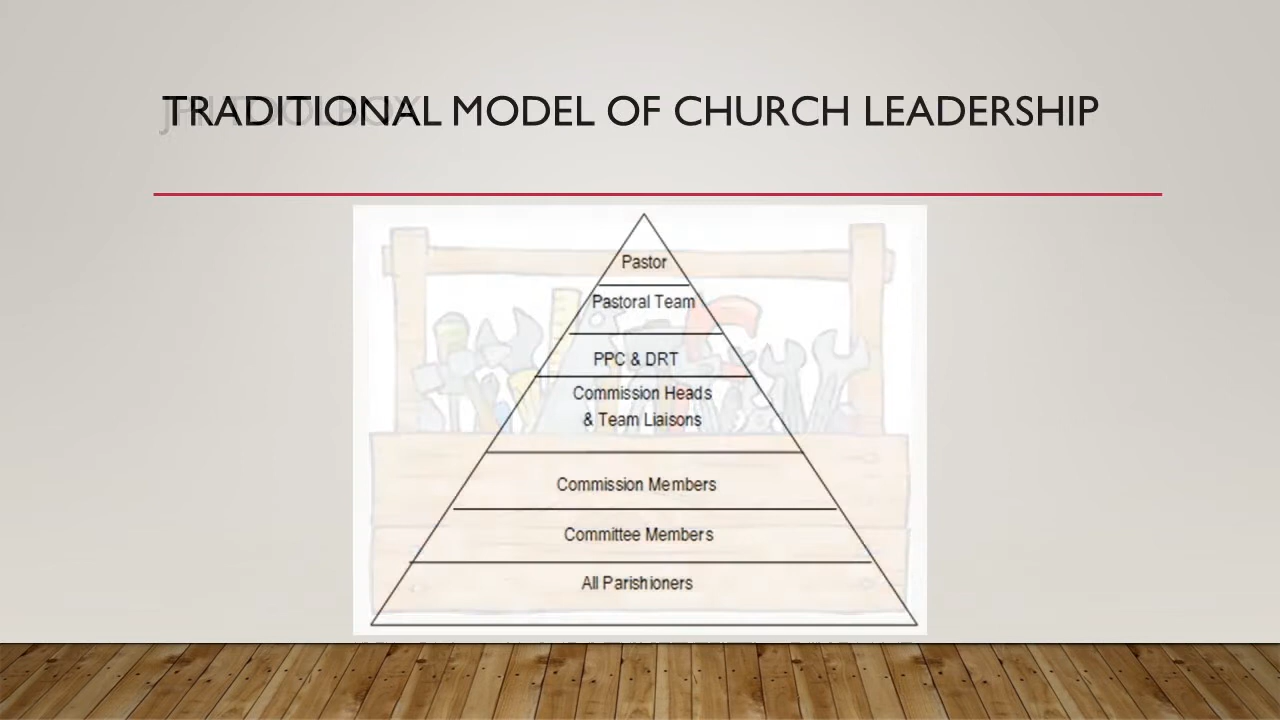 TRADITIONAL MODEL OF CHURCH LEADERSHIP
Pastor
Pastoral Team
PPC & DRT
Commission Heads
& Team Liaisons
Commission Members
Committee Members
All Parishioners